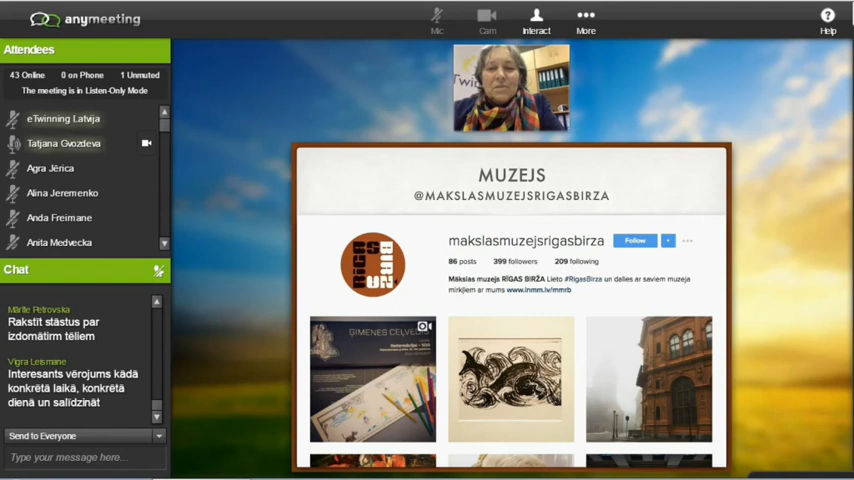 anymeeting
Mic
Cam
Interact
More
Help
Attendees
43 Online 0 on Phone 1 Unmuted
The meeting is in Listen-Only Mode
eTwinning Latvija
Tatjana Gvozdeva
Agra Jērica
Alina Jeremenko
Anda Freimane
Anita Medvecka
Chat
Mārīte Petrovska
Rakstīt stāstus par
izdomātirm tēliem
Vigra Leismane
Interesants vērojums kādā
konkrētā laikā, konkrētā
dienā un salīdzināt
Send to Everyone
Type your message here...
MUZEJS
@MAKSLASMUZEJSRIGASBIRZA
makslasmuzejsrigasbirza
Follow
86 posts 399 followers 209 following
Mākslas muzejs RĪGAS BIRŽA Lieto #RigasBirza un dalies ar saviem muzeja
mirkļiem ar mums www.lnmm.lv/mmrb
ĢIMENES CEĻVEDIS